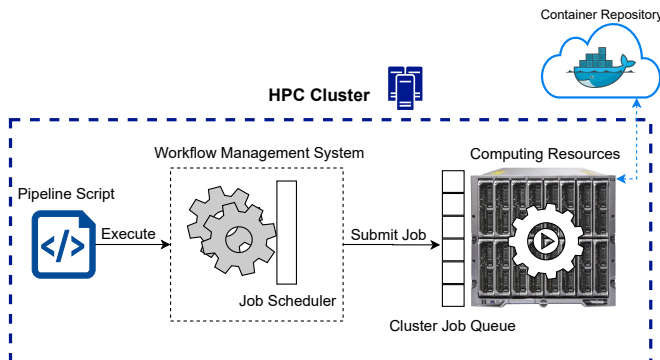 Container Repository
HPC Cluster
Workflow Management System
Computing Resources
Pipeline Script
</>
Execute
Submit Job
Job Scheduler
Cluster Job Queue